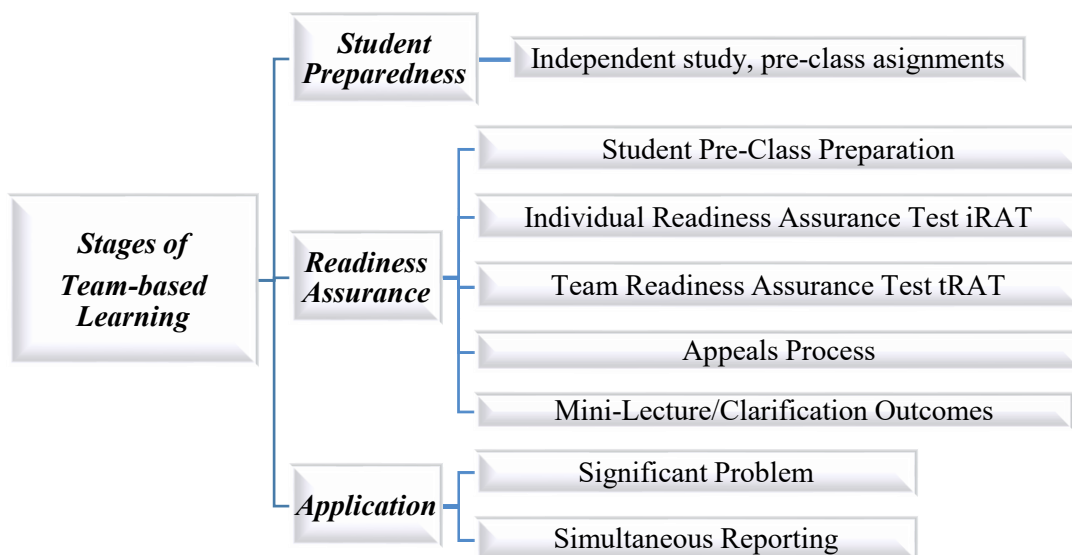 Stages of
Team-based
Learning
Student
Preparedness
Independent study, pre-class asignments
Readiness
Assurance
Student Pre-Class Preparation
Individual Readiness Assurance Test iRAT
Team Readiness Assurance Test tRAT
Appeals Process
Mini-Lecture/Clarification Outcomes
Application
Significant Problem
Simultaneous Reporting